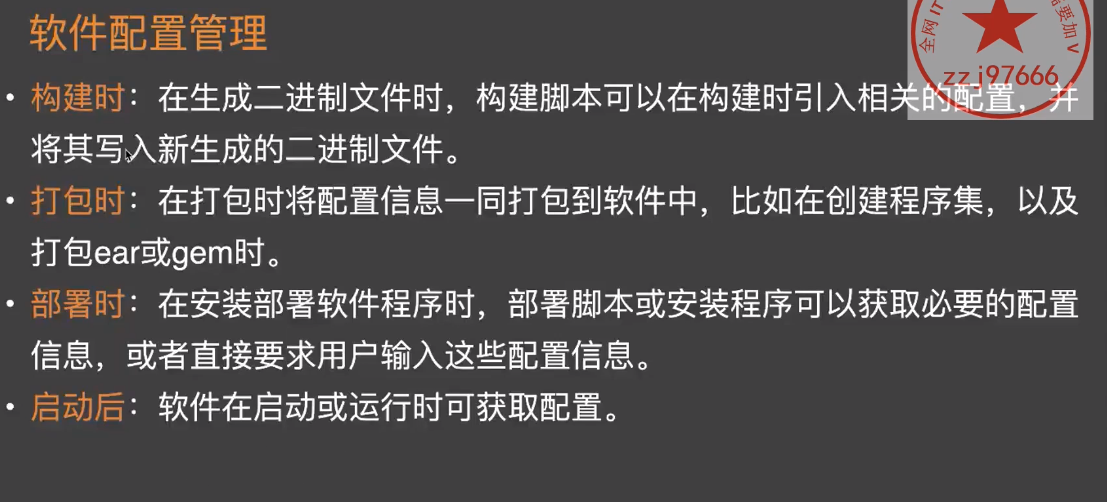 软件配置管理
全网IT
需要加V
zzj97666
• 构建时：在生成二进制文件时，构建脚本可以在构建时引入相关的配置，并
将其写入新生成的二进制文件。
• 打包时：在打包时将配置信息一同打包到软件中，比如在创建程序集，以及
打包ear或gem时。
• 部署时：在安装部署软件程序时，部署脚本或安装程序可以获取必要的配置
信息，或者直接要求用户输入这些配置信息。
• 启动后：软件在启动或运行时可获取配置。